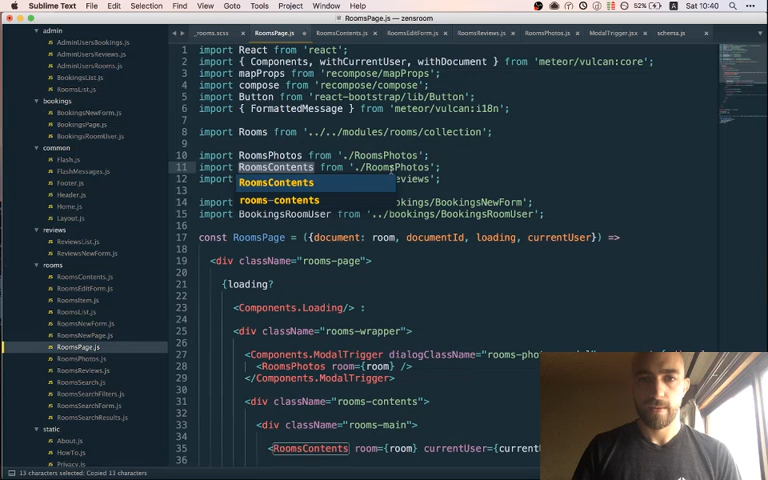 Sublime Text File Edit Selection Find View Goto Tools Project Window Help 52% Sat 10:40
RoomsPage.js — zensroom
_rooms.scss RoomsPage.js RoomsContents.js RoomsEditForm.js RoomsReviews.js RoomsPhotos.js ModalTrigger.jsx schema.js
admin
AdminUsersBookings.js
AdminUsersReviews.js
AdminUsersRooms.js
BookingsList.js
RoomsList.js
bookings
BookingsNewForm.js
BookingsPage.js
BookingsRoomUser.js
common
Flash.js
FlashMessages.js
Footer.js
Header.js
Home.js
Layout.js
reviews
ReviewsList.js
ReviewsNewForm.js
rooms
RoomsContents.js
RoomsEditForm.js
RoomsItem.js
RoomsList.js
RoomsNewForm.js
RoomsNewPage.js
RoomsPage.js
RoomsPhotos.js
RoomsReviews.js
RoomsSearch.js
RoomsSearchFilters.js
RoomsSearchForm.js
RoomsSearchResults.js
static
About.js
HowTo.js
Privacy.js
1 import React from 'react';
2 import { Components, withCurrentUser, withDocument } from 'meteor/vulcan:core';
3 import mapProps from 'recompose/mapProps';
4 import compose from 'recompose/compose';
5 import Button from 'react-bootstrap/lib/Button';
6 import { FormattedMessage } from 'meteor/vulcan:i18n';
7
8 import Rooms from '../../modules/rooms/collection';
9
10 import RoomsPhotos from './RoomsPhotos';
11 import RoomsContents from './RoomsPhotos';
12 import eviews';
RoomsContents
rooms-contents
13
14 import ookings/BookingsNewForm';
15 import BookingsRoomUser from '../bookings/BookingsRoomUser';
16
17 const RoomsPage = ({document: room, documentId, loading, currentUser}) =>
18
19 <div className="rooms-page">
20
21 {loading?
22
23 <Components.Loading/> :
24
25 <div className="rooms-wrapper">
26
27 <Components.ModalTrigger dialogClassName="rooms-pho
28 <RoomsPhotos room={room} />
29 </Components.ModalTrigger>
30
31 <div className="rooms-contents">
32
33 <div className="rooms-main">
34
35 <RoomsContents room={room} currentUser={current
36
13 characters selected: Copied 13 characters